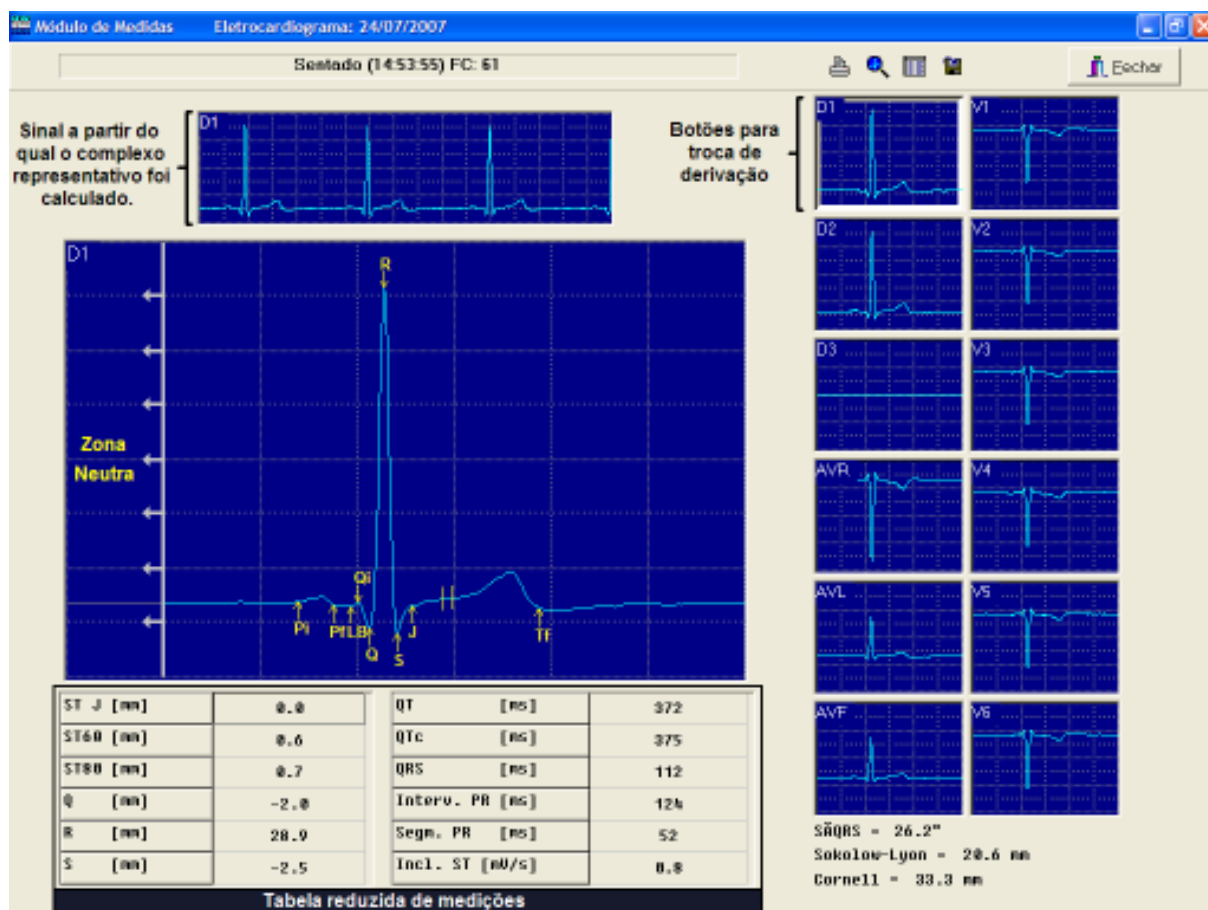 Módulo de Medidas Eletrocardiograma: 24/07/2007
Sentado (14:53:55) FC: 61
Fechar
Sinal a partir do
qual o complexo
representativo foi
calculado.
D1
Botões para
troca de
derivação
D1
V1
D2
V2
D3
V3
AVR
V4
AVL
V5
AVF
V6
D1
R
Zona
Neutra
Qi
Pi
Pf
LB
Q
S
J
Tf
ST J [mm] 0.0 QT [ms] 372
ST60 [mm] 0.6 QTc [ms] 375
ST80 [mm] 0.7 QRS [ms] 112
Q [mm] -2.0 Interv. PR [ms] 124
R [mm] 28.9 Segm. PR [ms] 52
S [mm] -2.5 Incl. ST [mV/s] 0.8
Tabela reduzida de medições
SÃQRS = 26.2°
Sokolow-Lyon = 20.6 mm
Cornell = 33.3 mm